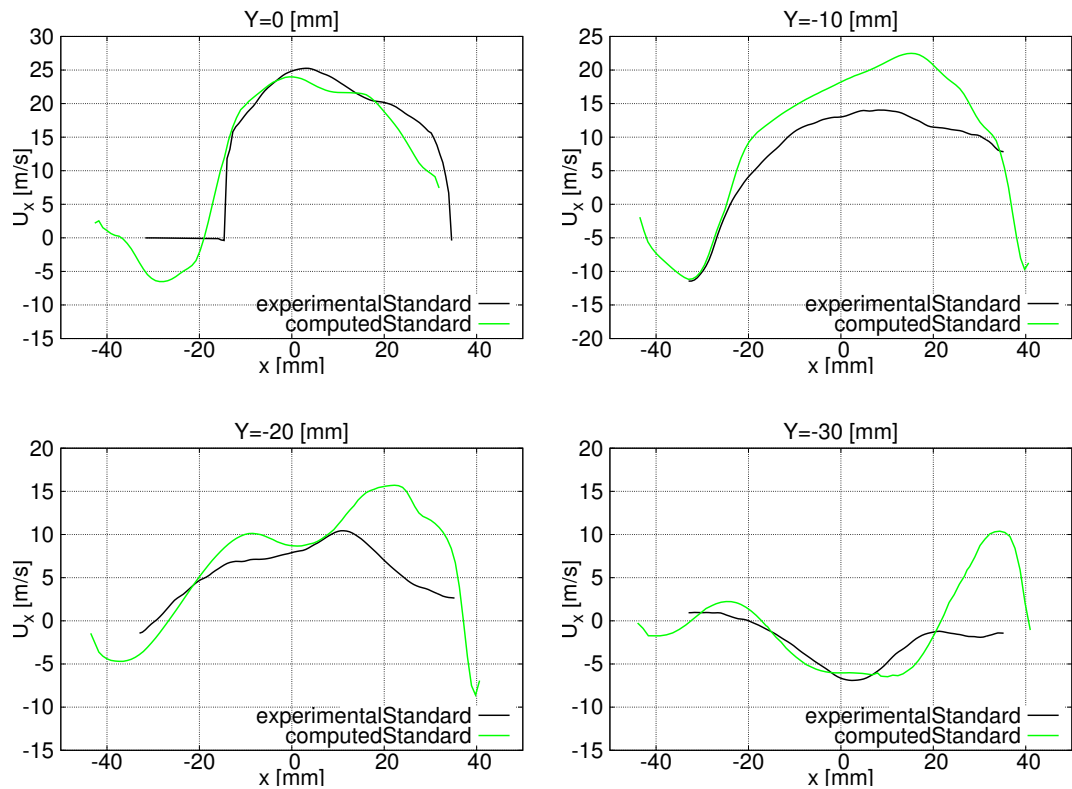 Y=0 [mm]
30
25
20
15
10
5
0
-5
-10
-15
U_x [m/s]
experimentalStandard
computedStandard
-40 -20 0 20 40
x [mm]
Y=-10 [mm]
25
20
15
10
5
0
-5
-10
-15
-20
U_x [m/s]
experimentalStandard
computedStandard
-40 -20 0 20 40
x [mm]
Y=-20 [mm]
20
15
10
5
0
-5
-10
-15
U_x [m/s]
experimentalStandard
computedStandard
-40 -20 0 20 40
x [mm]
Y=-30 [mm]
20
15
10
5
0
-5
-10
-15
U_x [m/s]
experimentalStandard
computedStandard
-40 -20 0 20 40
x [mm]